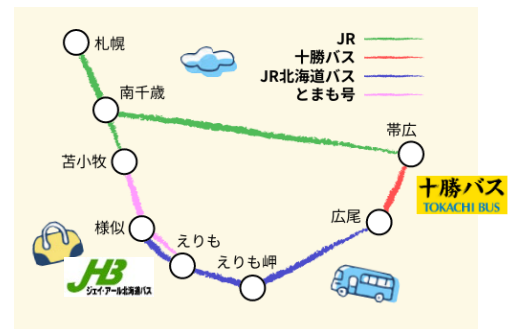 札幌
JR
十勝バス
JR北海道バス
とまも号
南千歳
帯広
苫小牧
十勝バス
TOKACHI BUS
様似
広尾
えりも
えりも岬
JHB
ジェイ・アール北海道バス